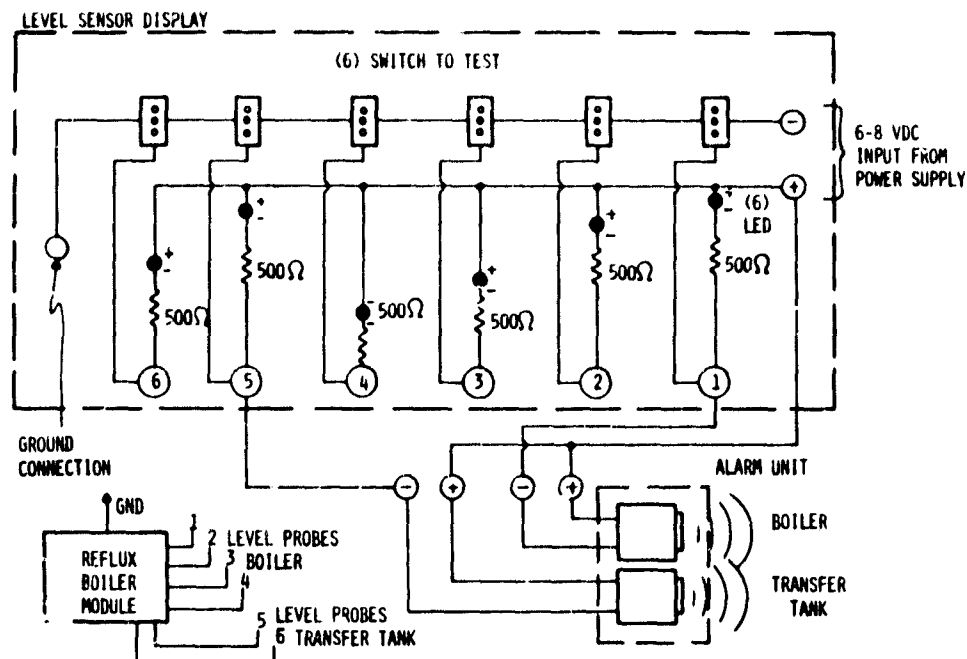 LEVEL SENSOR DISPLAY
(6) SWITCH TO TEST
-
6-8 VDC
INPUT FROM
POWER SUPPLY
+
+
-
(6)
LED
500Ω
+
-
500Ω
+
-
500Ω
+
-
500Ω
-
-
500Ω
+
-
500Ω
6
5
4
3
2
1
GROUND
CONNECTION
- + - +
ALARM UNIT
BOILER
TRANSFER
TANK
GND
REFLUX
BOILER
MODULE
1
2 LEVEL PROBES
3 BOILER
4
5 LEVEL PROBES
6 TRANSFER TANK